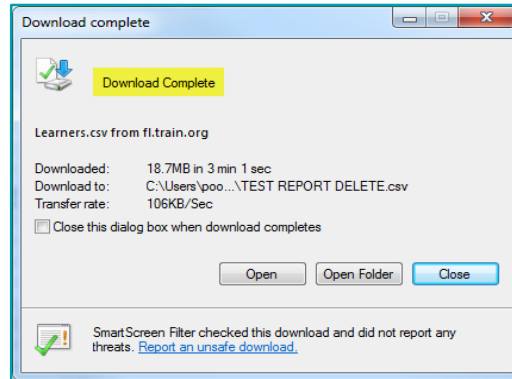 Download complete
Download Complete
Learners.csv from fl.train.org
Downloaded: 18.7MB in 3 min 1 sec
Download to: C:\Users\poo...\TEST REPORT DELETE.csv
Transfer rate: 106KB/Sec
Close this dialog box when download completes
Open Open Folder Close
SmartScreen Filter checked this download and did not report any
threats. Report an unsafe download.